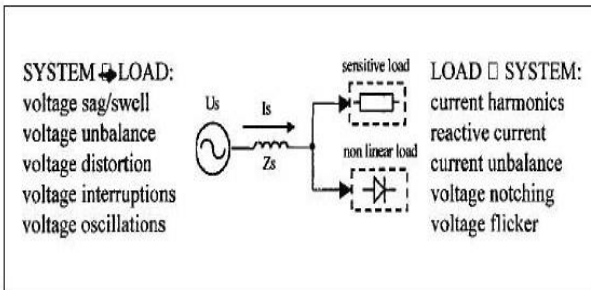 SYSTEM ➔ LOAD:
voltage sag/swell
voltage unbalance
voltage distortion
voltage interruptions
voltage oscillations
Us
Is
Zs
sensitive load
non linear load
LOAD □ SYSTEM:
current harmonics
reactive current
current unbalance
voltage notching
voltage flicker